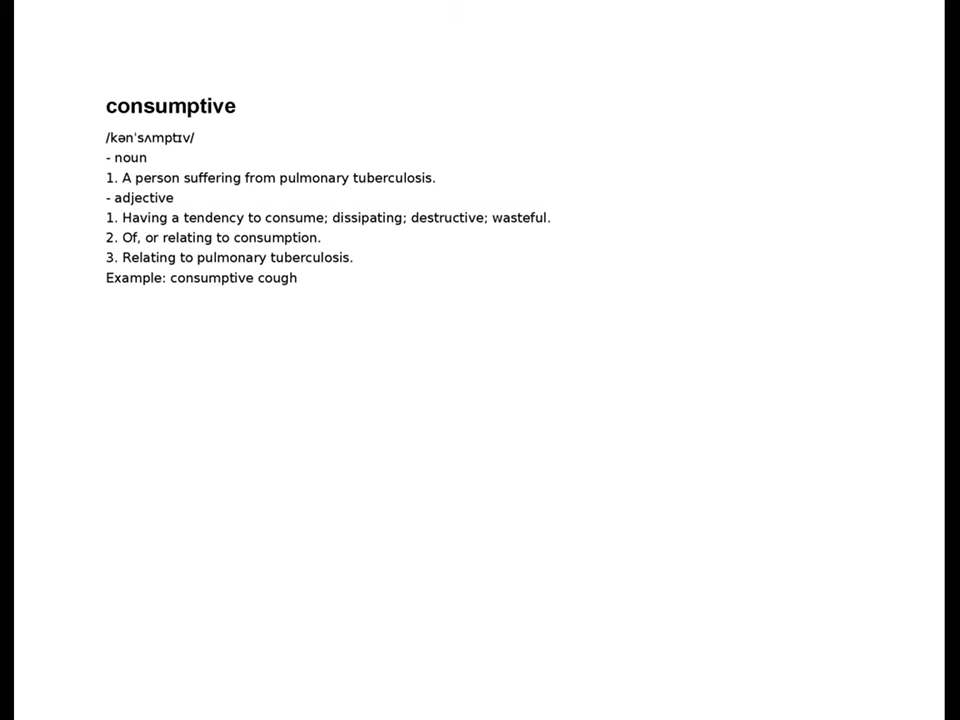 consumptive
/kənˈsʌmptɪv/
- noun
1. A person suffering from pulmonary tuberculosis.
- adjective
1. Having a tendency to consume; dissipating; destructive; wasteful.
2. Of, or relating to consumption.
3. Relating to pulmonary tuberculosis.
Example: consumptive cough